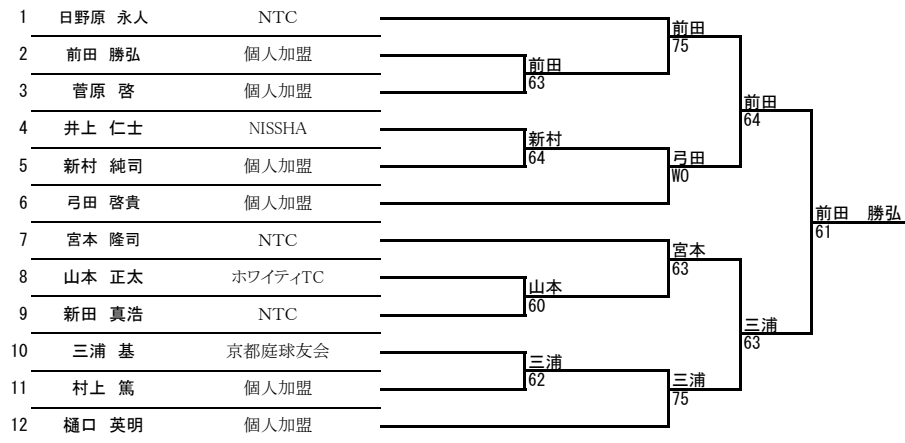 1 日野原 永人 NTC
2 前田 勝弘 個人加盟
3 菅原 啓 個人加盟
4 井上 仁士 NISSHA
5 新村 純司 個人加盟
6 弓田 啓貴 個人加盟
7 宮本 隆司 NTC
8 山本 正太 ホワイティTC
9 新田 真浩 NTC
10 三浦 基 京都庭球友会
11 村上 篤 個人加盟
12 樋口 英明 個人加盟
前田
63
新村
64
山本
60
三浦
62
前田
75
弓田
WO
宮本
63
三浦
75
前田
64
三浦
63
前田 勝弘
61